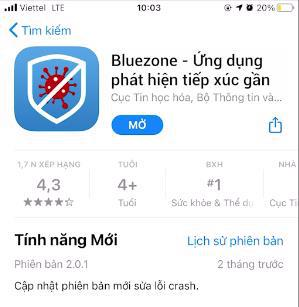 Viettel LTE 10:03 20%
Tìm kiếm
Bluezone - Ứng dụng
phát hiện tiếp xúc gần
Cục Tin học hóa, Bộ Thông tin và...
MỞ
1,7 N XẾP HẠNG TUỔI BXH NHÀ
4,3 4+ #1
★★★★☆ Tuổi Sức khỏe & Thể dụ
Tính năng Mới Lịch sử phiên bản
Phiên bản 2.0.1 2 tháng trước
Cập nhật phiên bản mới sửa lỗi crash.